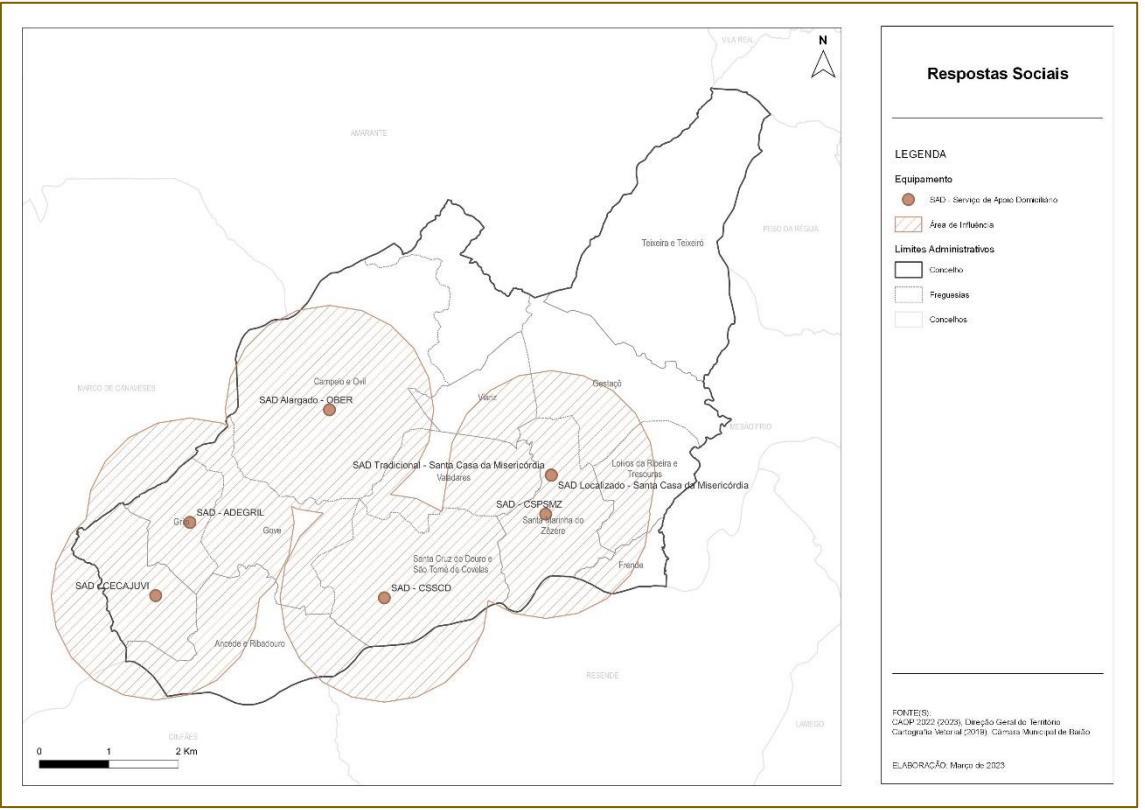 VILA REAL
N
AMARANTE
Teixeira e Teixeiró
PESO DA RÉGUA
MARCO DE CANAVESES
Campelo e Ovil
SAD Alargado - OBER
Gestaçô
Viariz
MESÃO FRIO
SAD Tradicional - Santa Casa da Misericórdia
Valadares
Loivos da Ribeira e
Tresouras
SAD Localizado - Santa Casa da Misericórdia
SAD - CSPSMZ
Santa Marinha do
Zêzere
SAD - ADEGRIL
Grilo
Gove
Santa Cruz do Douro e
São Tomé de Covelas
Frende
SAD - CECAJUVI
SAD - CSSCD
Ancede e Ribadouro
RESENDE
LAMEGO
CINFÃES
0 1 2 Km
Respostas Sociais
LEGENDA
Equipamento
SAD - Serviço de Apoio Domiciliário
Área de Influência
Limites Administrativos
Concelho
Freguesias
Concelhos
FONTE(S):
CAOP 2022 (2023), Direção Geral do Território
Cartografia Vetorial (2019), Câmara Municipal de Baião
ELABORAÇÃO: Março de 2023